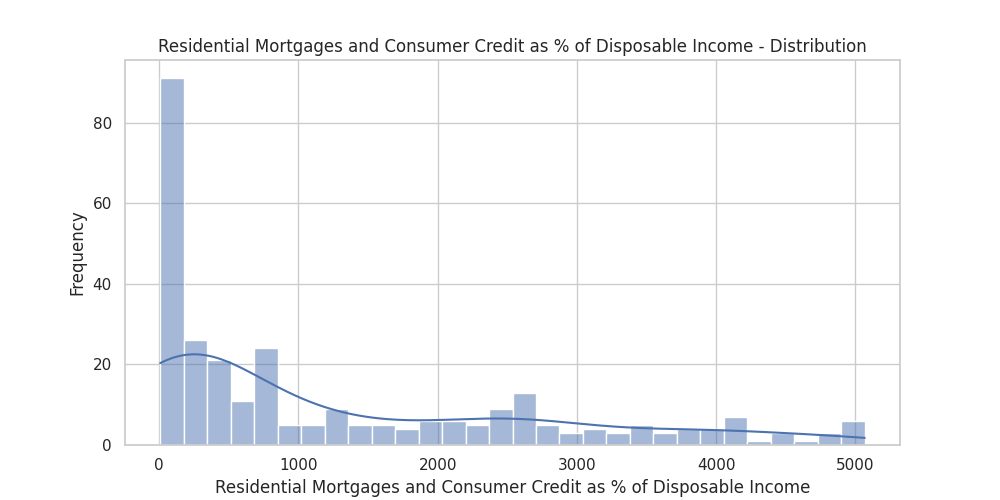 Residential Mortgages and Consumer Credit as % of Disposable Income - Distribution
80
60
40
20
0
Frequency
0 1000 2000 3000 4000 5000
Residential Mortgages and Consumer Credit as % of Disposable Income